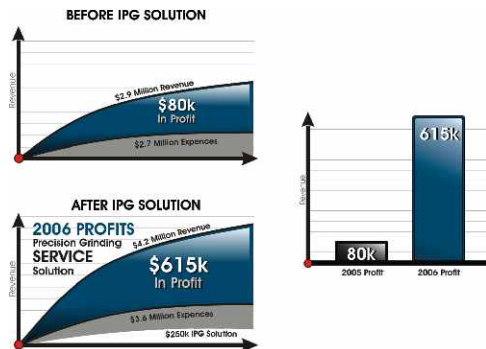 BEFORE IPG SOLUTION
Revenue
$2.9 Million Revenue
$80k
In Profit
$2.7 Million Expences
AFTER IPG SOLUTION
Revenue
2006 PROFITS
Precision Grinding
SERVICE
Solution
$4.2 Million Revenue
$615k
In Profit
$3.6 Million Expences
$250k IPG Solution
Revenue
615k
80k
2005 Profit
2006 Profit